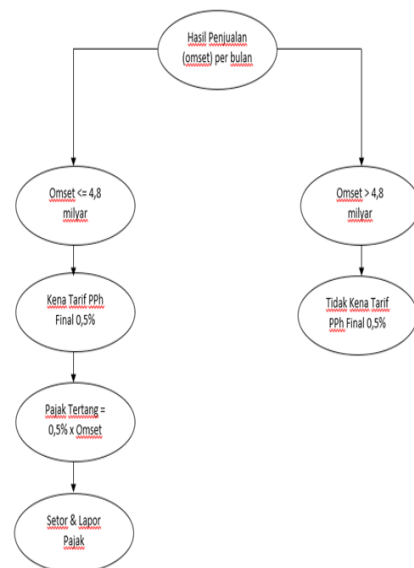 Hasil Penjualan
(omset) per bulan
Omset <= 4,8
milyar
Omset > 4,8
milyar
Kena Tarif PPh
Final 0,5%
Tidak Kena Tarif
PPh Final 0,5%
Pajak Tertang =
0,5% x Omset
Setor & Lapor
Pajak